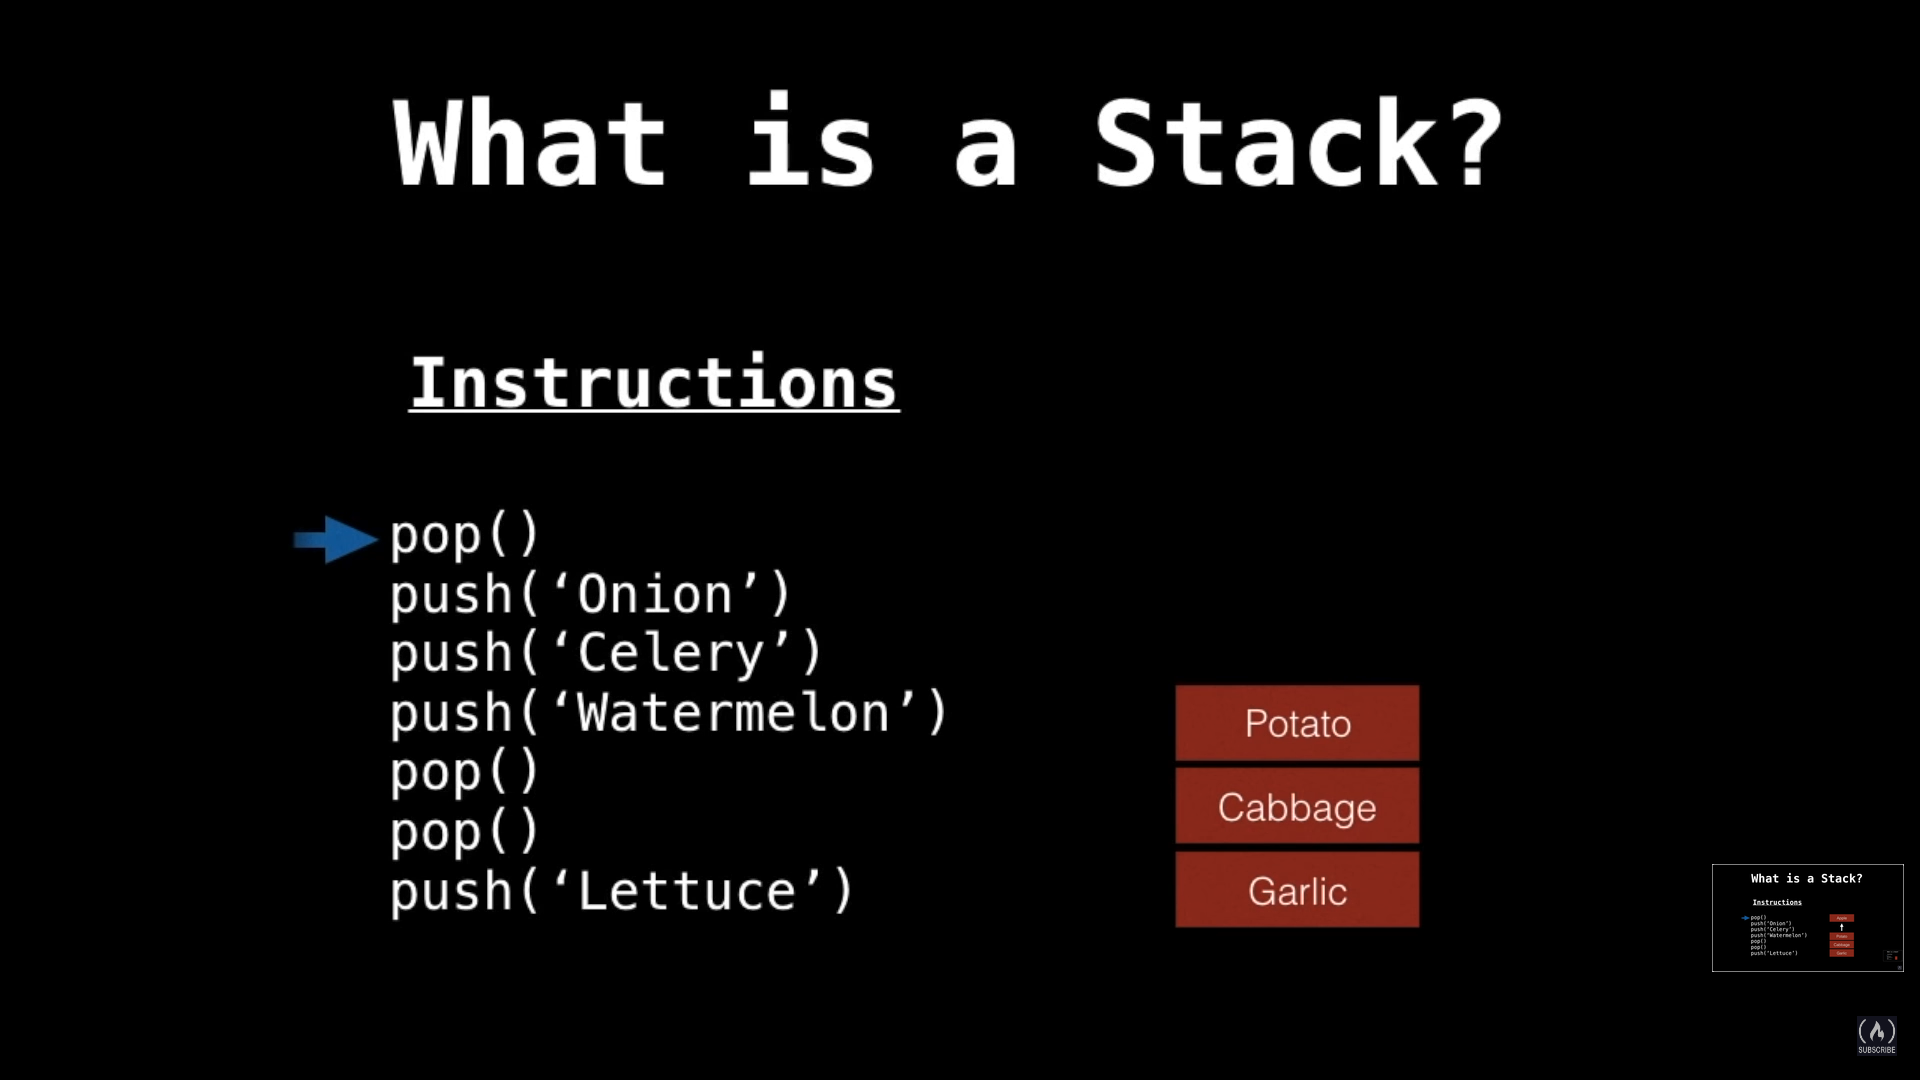 What is a Stack?
Instructions
pop()
push(‘Onion’)
push(‘Celery’)
push(‘Watermelon’)
pop()
pop()
push(‘Lettuce’)
Potato
Cabbage
Garlic
What is a Stack?
Instructions
pop()
push(‘Onion’)
push(‘Celery’)
push(‘Watermelon’)
pop()
pop()
push(‘Lettuce’)
Apple
Potato
Cabbage
Garlic
SUBSCRIBE